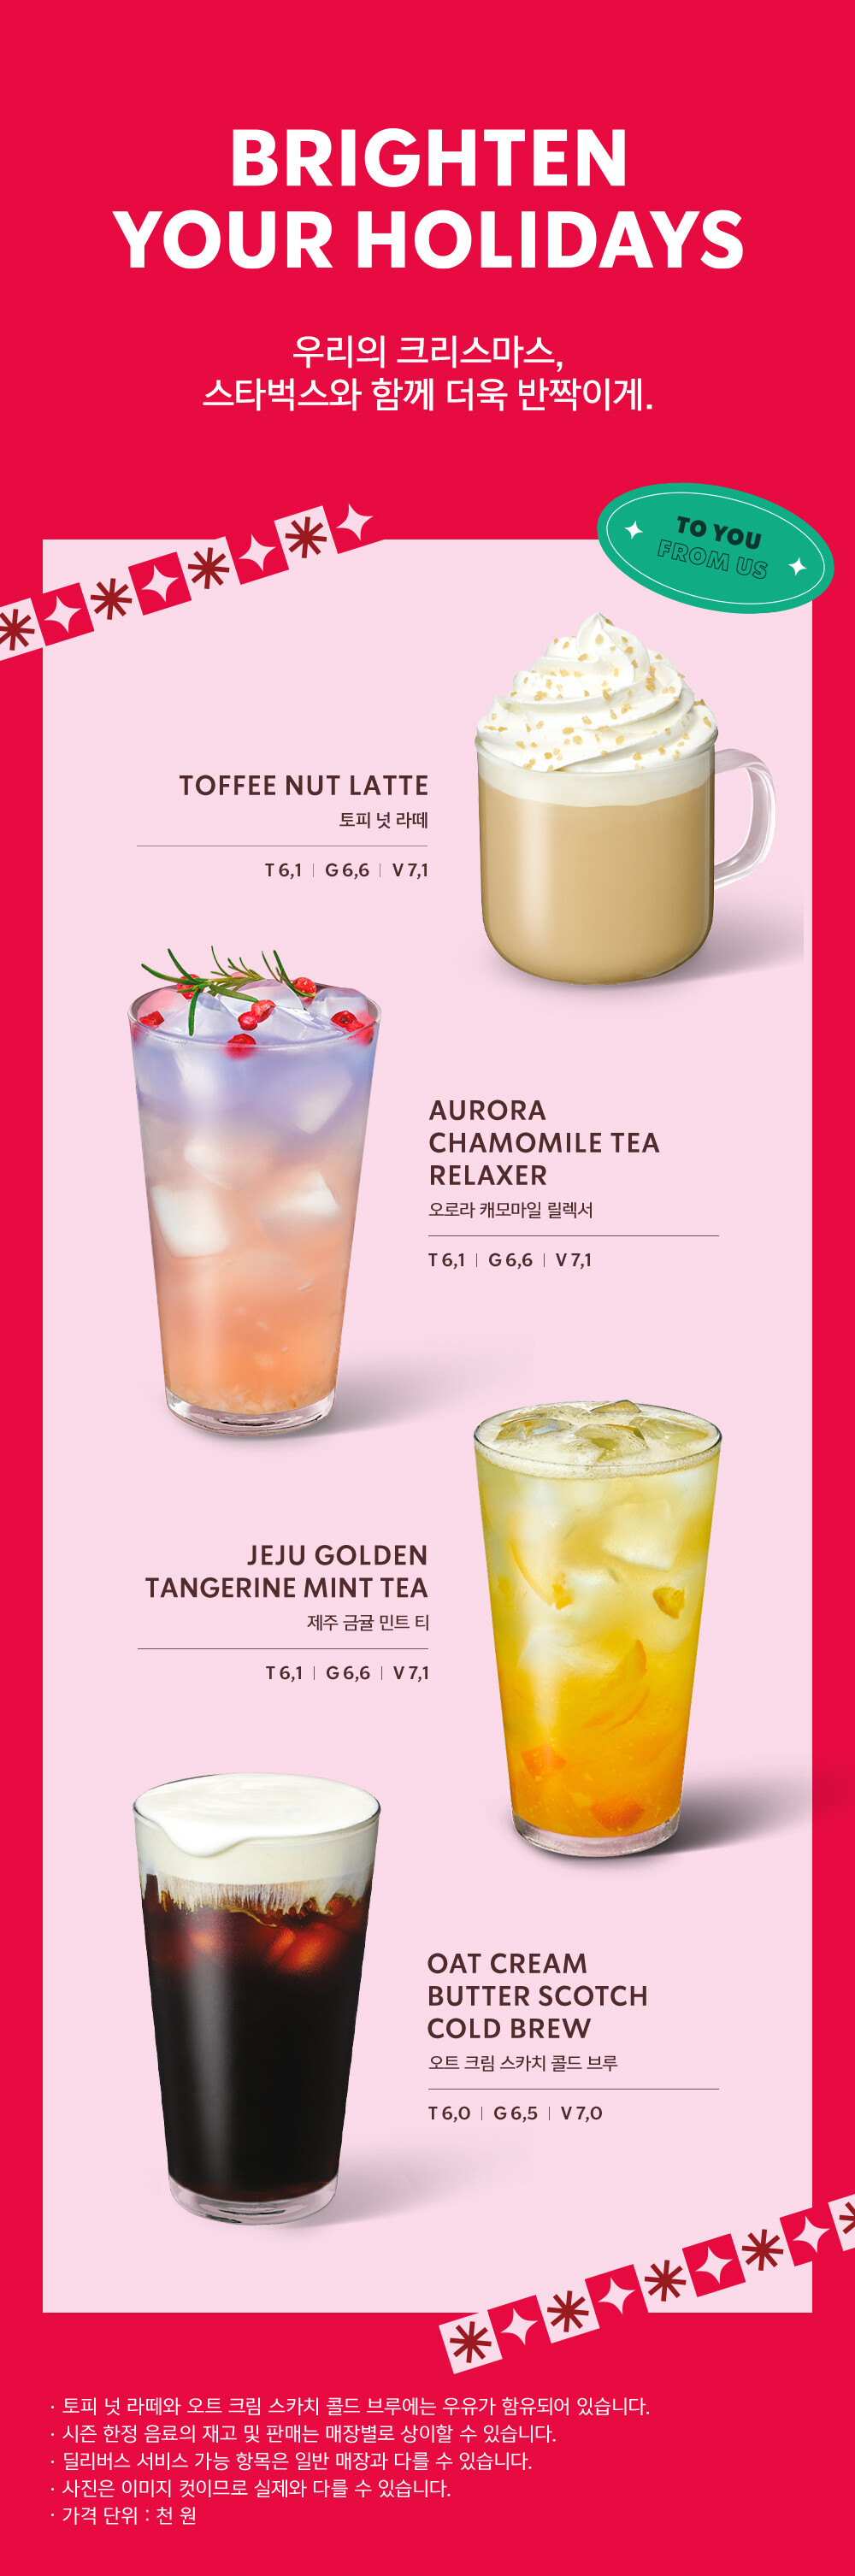 BRIGHTEN
YOUR HOLIDAYS
우리의 크리스마스,
스타벅스와 함께 더욱 반짝이게.
TO YOU
FROM US
TOFFEE NUT LATTE
토피 넛 라떼
T 6,1 | G 6,6 | V 7,1
AURORA
CHAMOMILE TEA
RELAXER
오로라 캐모마일 릴렉서
T 6,1 | G 6,6 | V 7,1
JEJU GOLDEN
TANGERINE MINT TEA
제주 금귤 민트 티
T 6,1 | G 6,6 | V 7,1
OAT CREAM
BUTTER SCOTCH
COLD BREW
오트 크림 스카치 콜드 브루
T 6,0 | G 6,5 | V 7,0
· 토피 넛 라떼와 오트 크림 스카치 콜드 브루에는 우유가 함유되어 있습니다.
· 시즌 한정 음료의 재고 및 판매는 매장별로 상이할 수 있습니다.
· 딜리버스 서비스 가능 항목은 일반 매장과 다를 수 있습니다.
· 사진은 이미지 컷이므로 실제와 다를 수 있습니다.
· 가격 단위 : 천 원